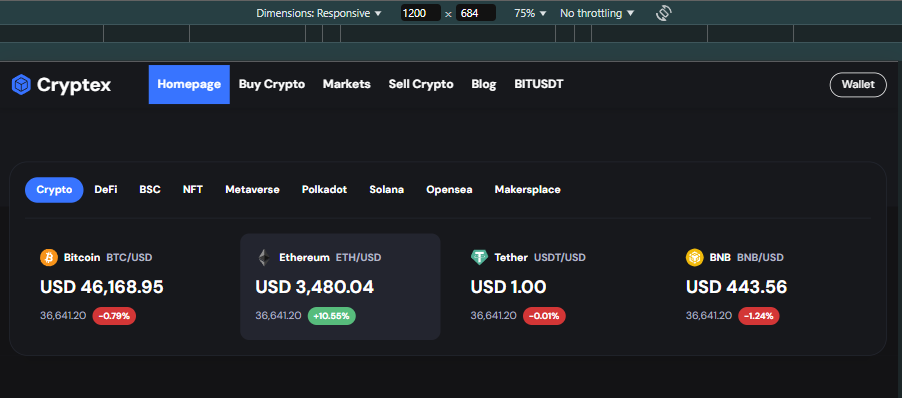 Dimensions: Responsive ▼ 1200 × 684 75% ▼ No throttling ▼
Cryptex Homepage Buy Crypto Markets Sell Crypto Blog BITUSDT Wallet
Crypto DeFi BSC NFT Metaverse Polkadot Solana Opensea Makersplace
Bitcoin BTC/USD Ethereum ETH/USD Tether USDT/USD BNB BNB/USD
USD 46,168.95 USD 3,480.04 USD 1.00 USD 443.56
36,641.20 -0.79% 36,641.20 +10.55% 36,641.20 -0.01% 36,641.20 -1.24%